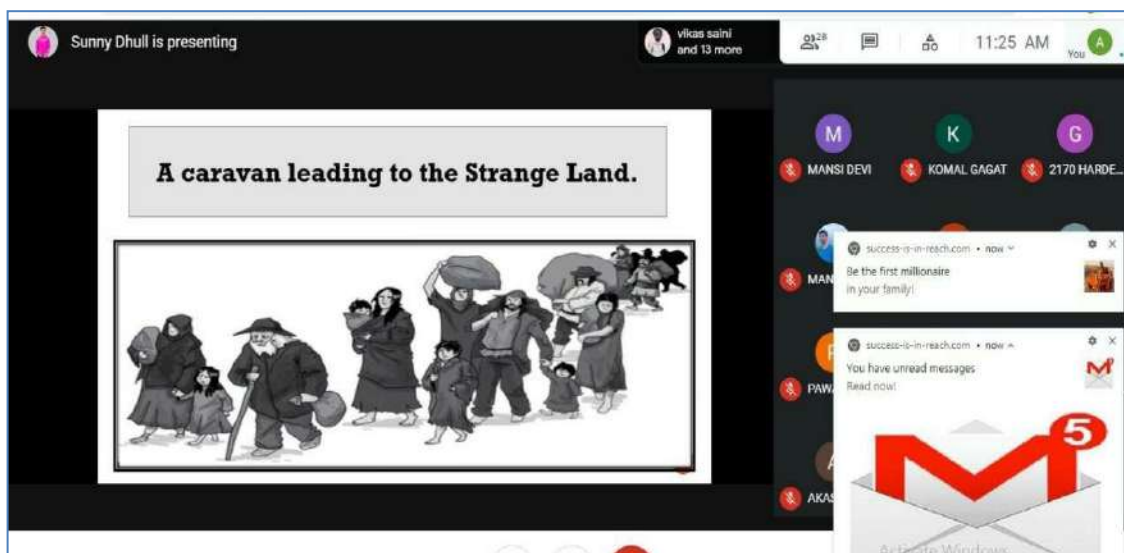 Sunny Dhull is presenting
vikas saini
and 13 more
28
11:25 AM
You
A
A caravan leading to the Strange Land.
M
K
G
MANSI DEVI
KOMAL GAGAT
2170 HARDE...
success-is-in-reach.com • now
Be the first millionaire
in your family!
MAN
success-is-in-reach.com • now
You have unread messages
Read now!
PAWA
5
AKAS
Activate Windows